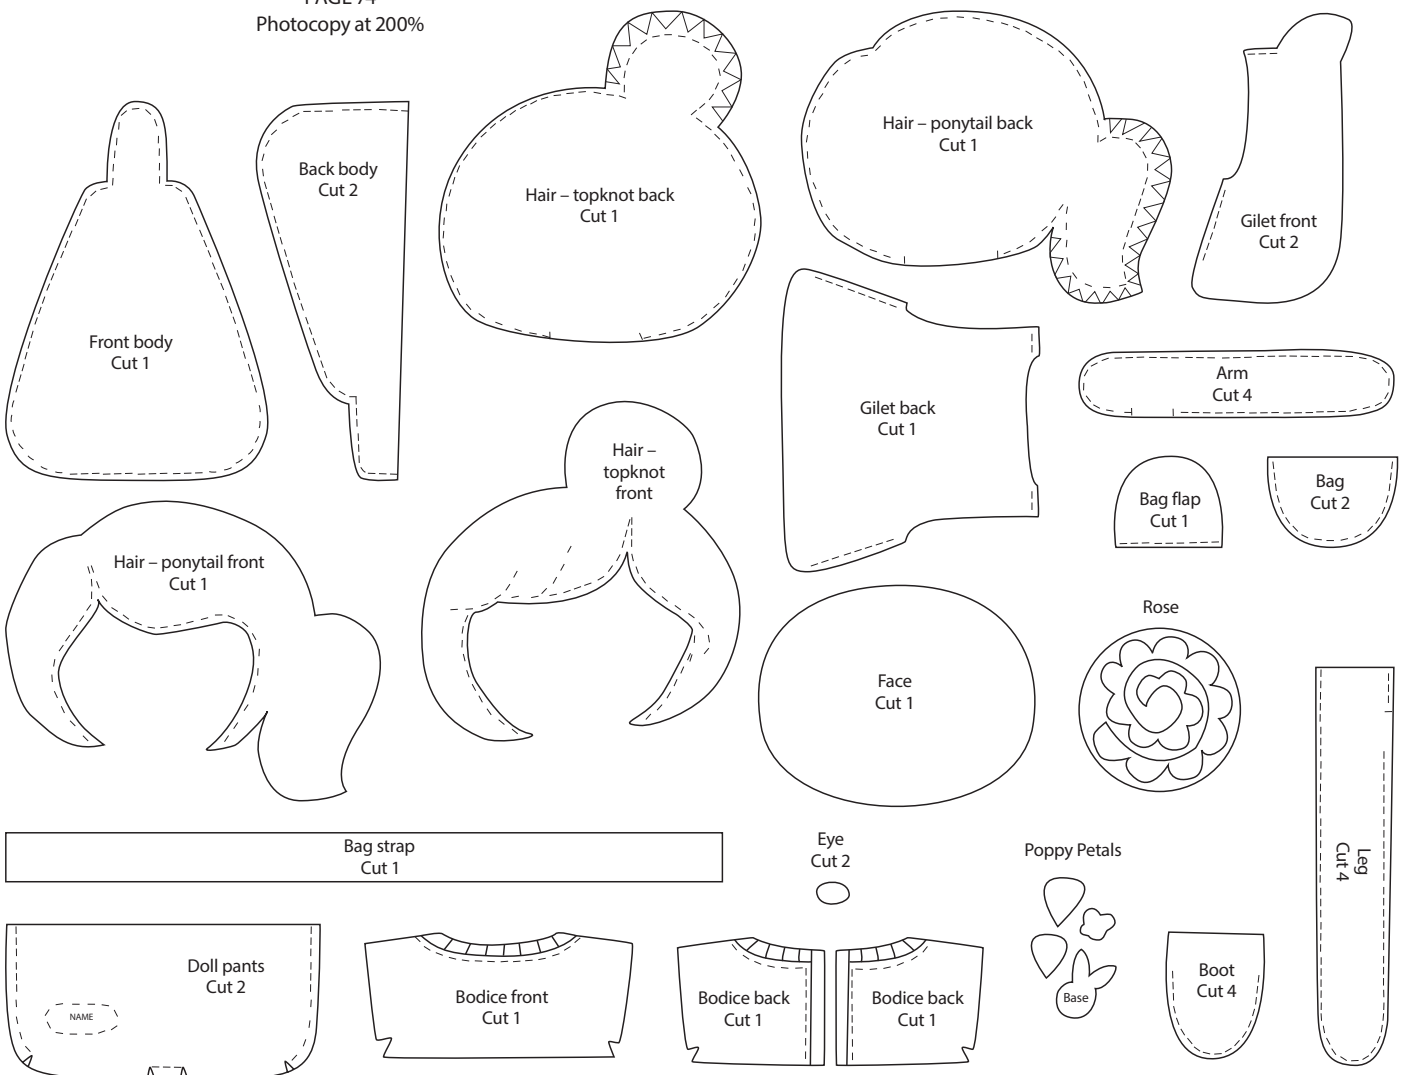 PAGE 74
Photocopy at 200%
Back body
Cut 2
Hair – topknot back
Cut 1
Hair – ponytail back
Cut 1
Gilet front
Cut 2
Front body
Cut 1
Gilet back
Cut 1
Arm
Cut 4
Hair –
topknot
front
Bag flap
Cut 1
Bag
Cut 2
Hair – ponytail front
Cut 1
Rose
Face
Cut 1
Leg
Cut 4
Bag strap
Cut 1
Eye
Cut 2
Poppy Petals
Base
Doll pants
Cut 2
NAME
Bodice front
Cut 1
Bodice back
Cut 1
Bodice back
Cut 1
Boot
Cut 4